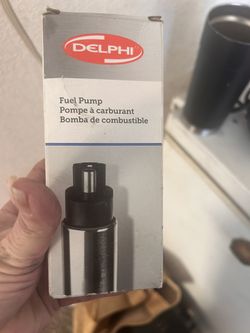 DELPHI
Fuel Pump
Pompe à carburant
Bomba de combustible